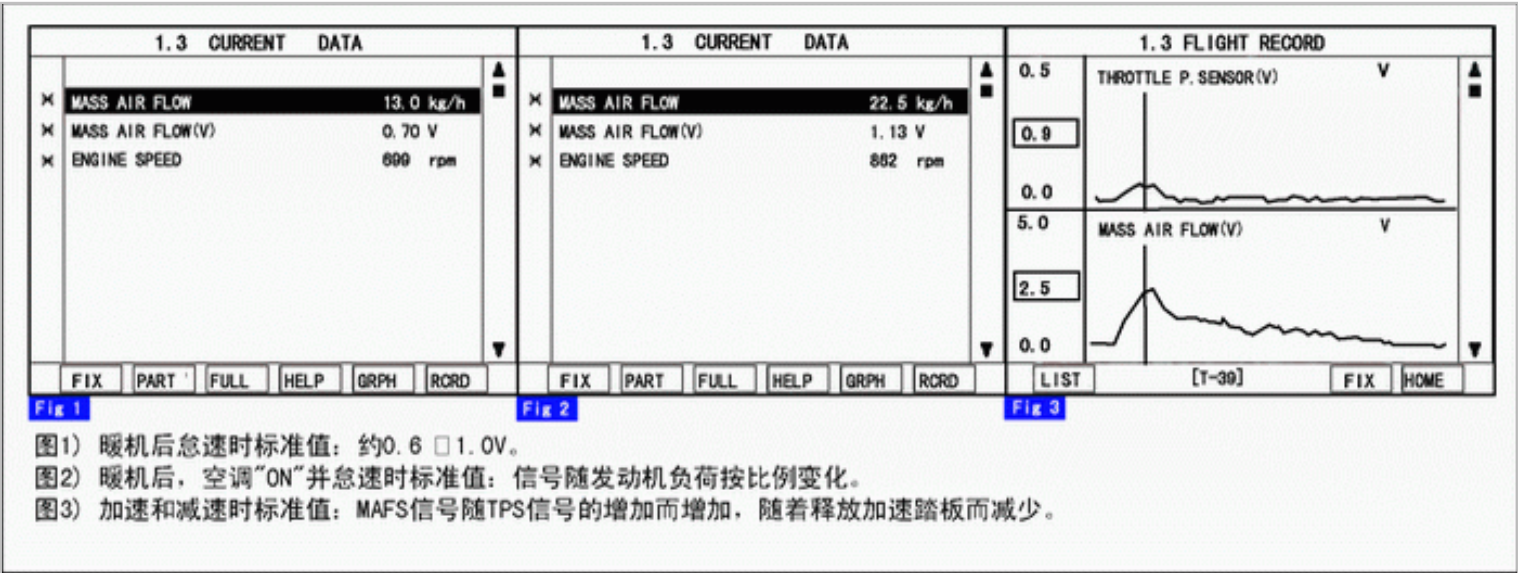 1.3 CURRENT DATA
MASS AIR FLOW 13.0 kg/h
MASS AIR FLOW(V) 0.70 V
ENGINE SPEED 699 rpm
FIX PART FULL HELP GRPH RCRD
Fig 1
1.3 CURRENT DATA
MASS AIR FLOW 22.5 kg/h
MASS AIR FLOW(V) 1.13 V
ENGINE SPEED 862 rpm
FIX PART FULL HELP GRPH RCRD
Fig 2
1.3 FLIGHT RECORD
0.5 THROTTLE P.SENSOR(V) V
0.9
0.0
5.0 MASS AIR FLOW(V) V
2.5
0.0
LIST [T-39] FIX HOME
Fig 3
图1) 暖机后怠速时标准值：约0.6 □1.0V。
图2) 暖机后，空调"ON"并怠速时标准值：信号随发动机负荷按比例变化。
图3) 加速和减速时标准值：MAFS信号随TPS信号的增加而增加，随着释放加速踏板而减少。